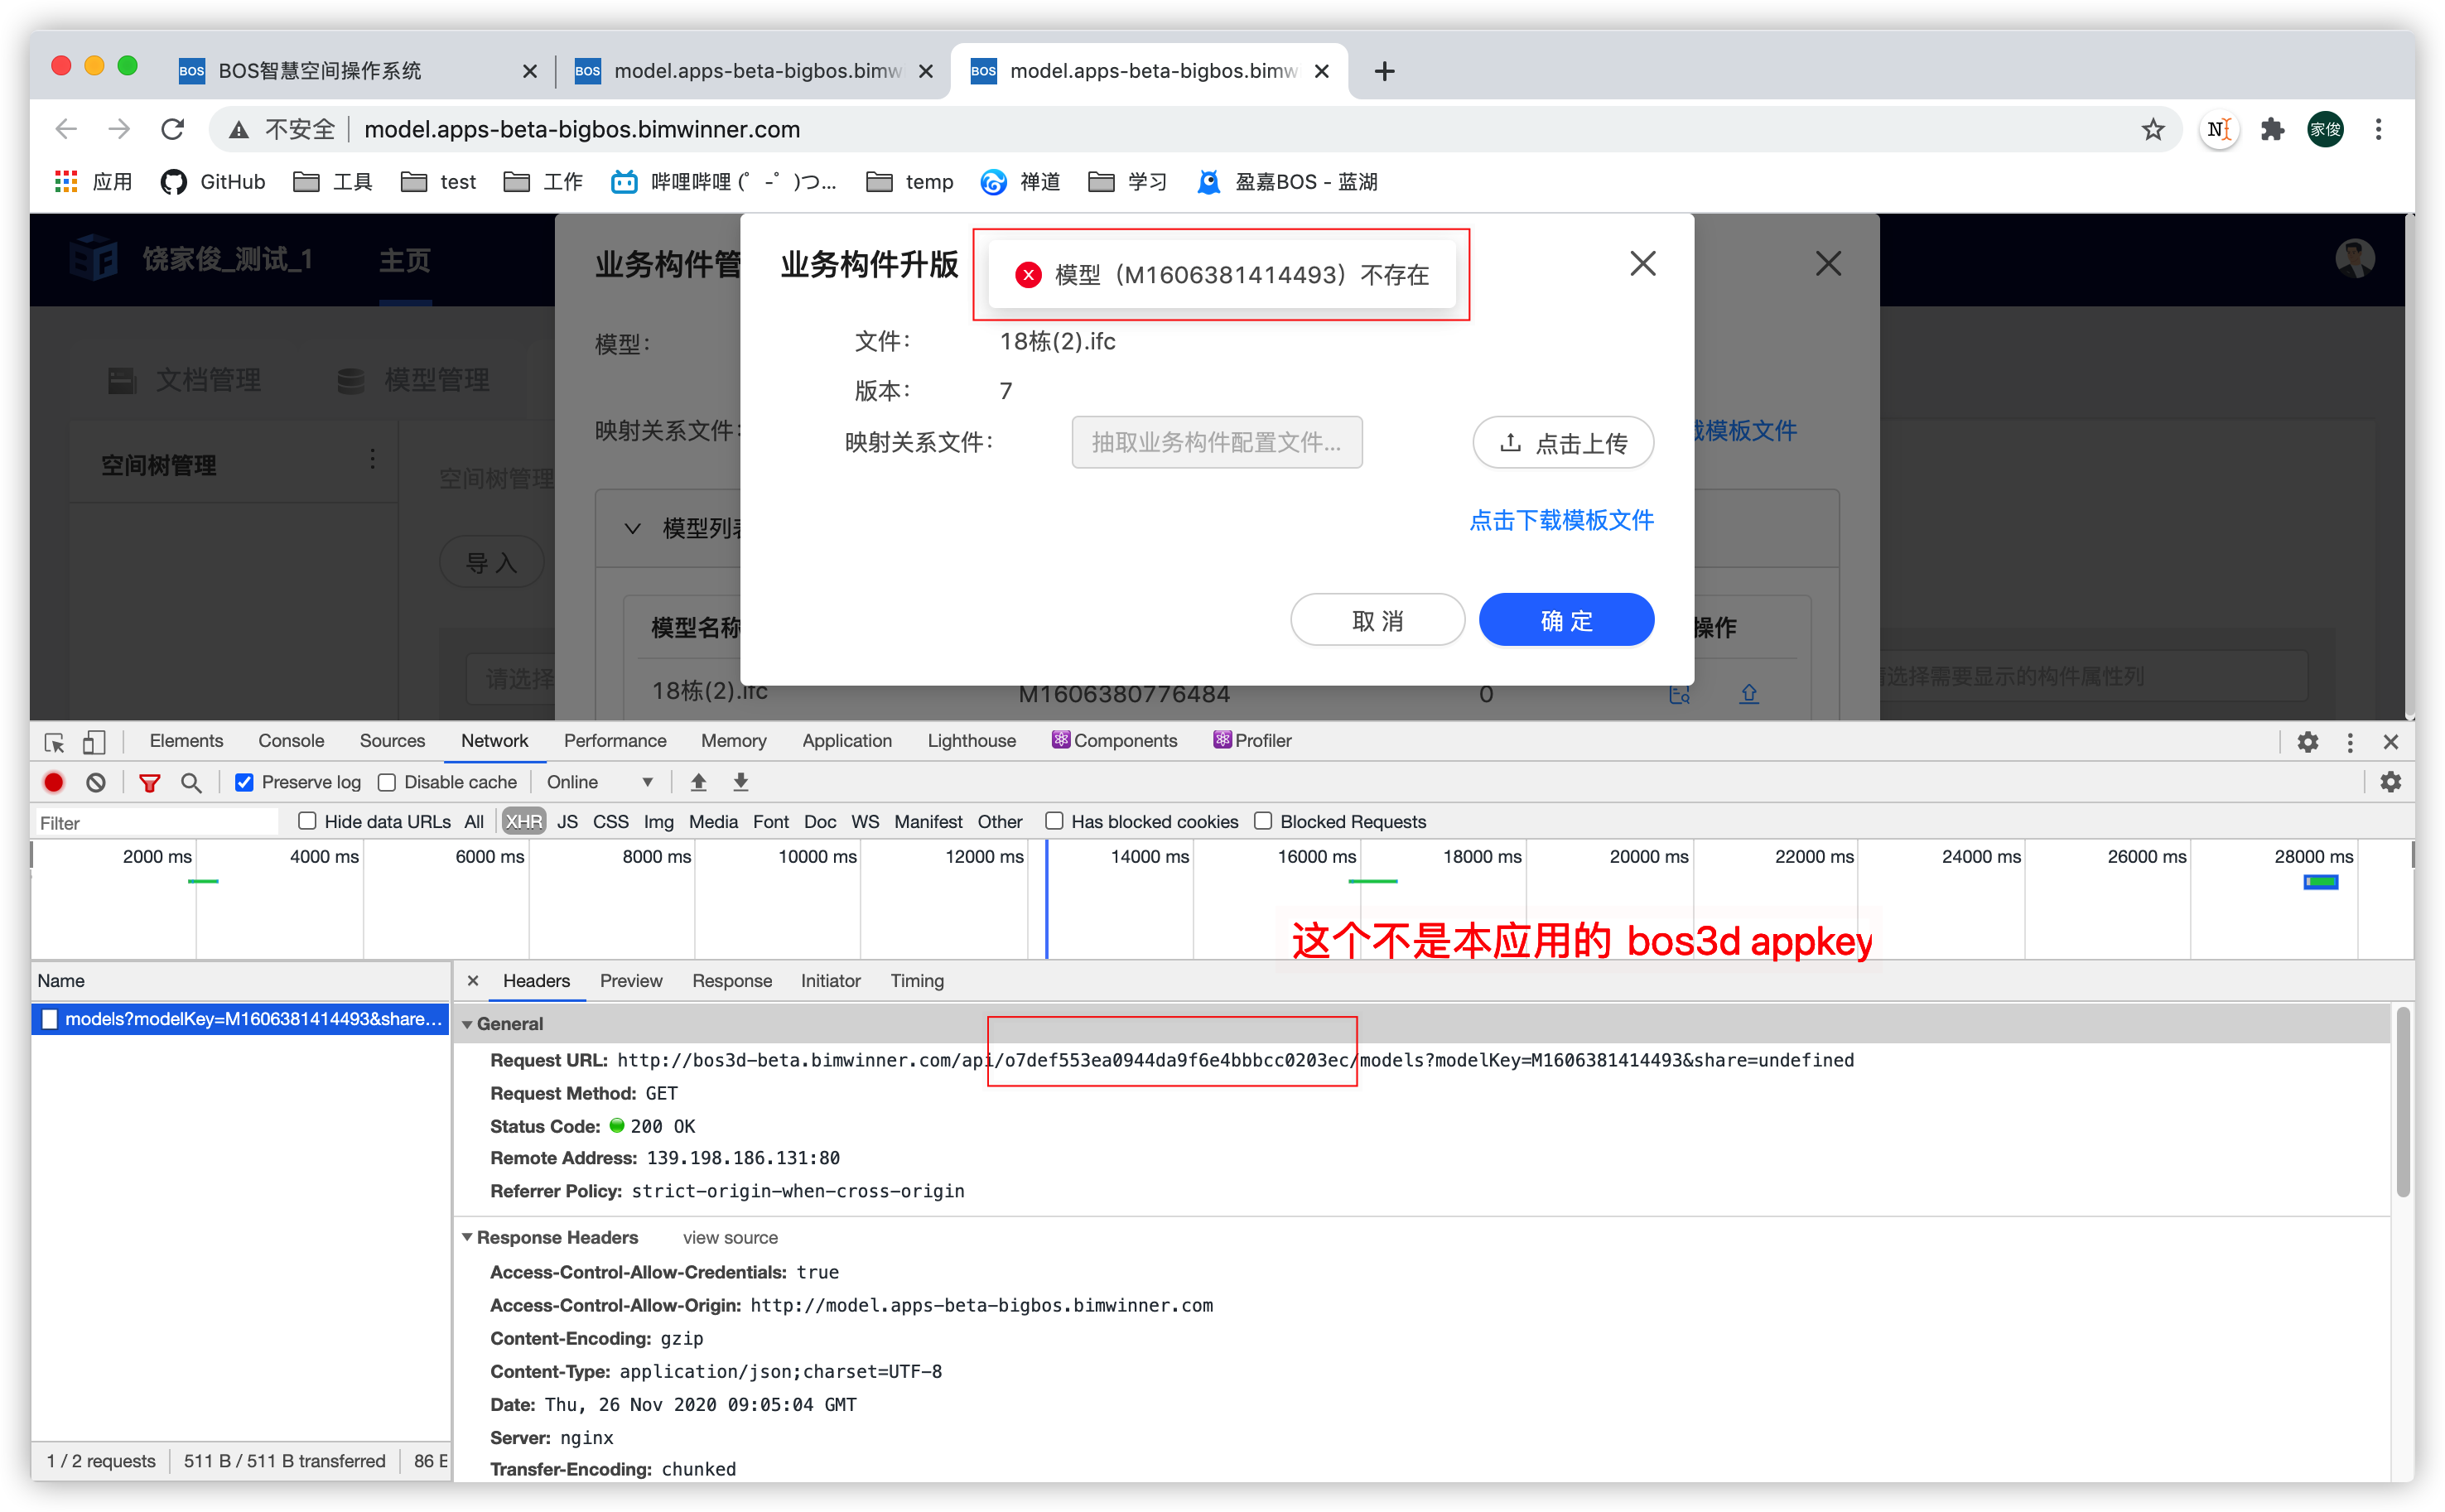 BOS智慧空间操作系统
model.apps-beta-bigbos.bimw
model.apps-beta-bigbos.bimw
不安全
model.apps-beta-bigbos.bimwinner.com
家俊
应用
GitHub
工具
test
工作
哔哩哔哩 (゜-゜)つ...
temp
禅道
学习
盈嘉BOS - 蓝湖
饶家俊_测试_1
主页
业务构件管
业务构件升版
模型（M1606381414493）不存在
模型：
文件：
18栋(2).ifc
文档管理
模型管理
版本：
7
映射关系文件：
映射关系文件：
抽取业务构件配置文件...
点击上传
载模板文件
空间树管理
空间树管理
点击下载模板文件
模型列表
导 入
取 消
确 定
模型名称
操作
请选择
18栋(2).ifc
M1606380776484
0
请选择需要显示的构件属性列
Elements
Console
Sources
Network
Performance
Memory
Application
Lighthouse
Components
Profiler
Preserve log
Disable cache
Online
Filter
Hide data URLs
All
XHR
JS
CSS
Img
Media
Font
Doc
WS
Manifest
Other
Has blocked cookies
Blocked Requests
2000 ms
4000 ms
6000 ms
8000 ms
10000 ms
12000 ms
14000 ms
16000 ms
18000 ms
20000 ms
22000 ms
24000 ms
26000 ms
28000 ms
这个不是本应用的 bos3d appkey
Name
Headers
Preview
Response
Initiator
Timing
models?modelKey=M1606381414493&share...
General
Request URL: http://bos3d-beta.bimwinner.com/api/o7def553ea0944da9f6e4bbbcc0203ec/models?modelKey=M1606381414493&share=undefined
Request Method: GET
Status Code: 200 OK
Remote Address: 139.198.186.131:80
Referrer Policy: strict-origin-when-cross-origin
Response Headers
view source
Access-Control-Allow-Credentials: true
Access-Control-Allow-Origin: http://model.apps-beta-bigbos.bimwinner.com
Content-Encoding: gzip
Content-Type: application/json;charset=UTF-8
Date: Thu, 26 Nov 2020 09:05:04 GMT
Server: nginx
Transfer-Encoding: chunked
1 / 2 requests
511 B / 511 B transferred
86 B